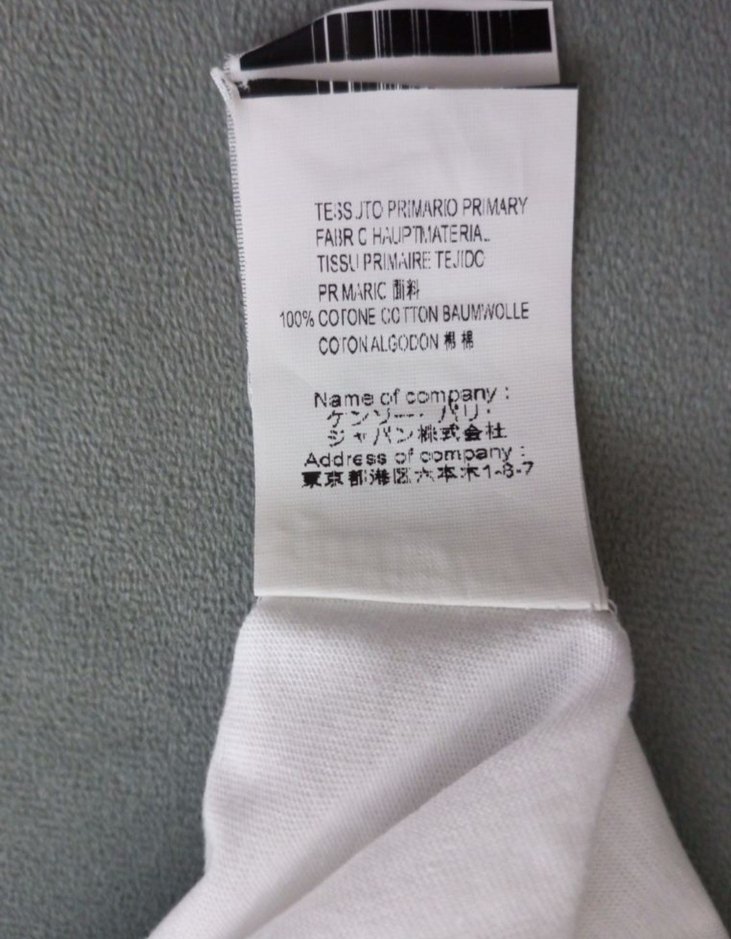 TESSUTO PRIMARIO PRIMARY
FABRIC HAUPTMATERIAL
TISSU PRIMAIRE TEJIDO
PRIMARIO 面料
100% COTONE COTTON BAUMWOLLE
COTON ALGODON 棉 棉
Name of company :
ケンゾー・パリ・
ジャパン株式会社
Address of company :
東京都港区六本木1-8-7